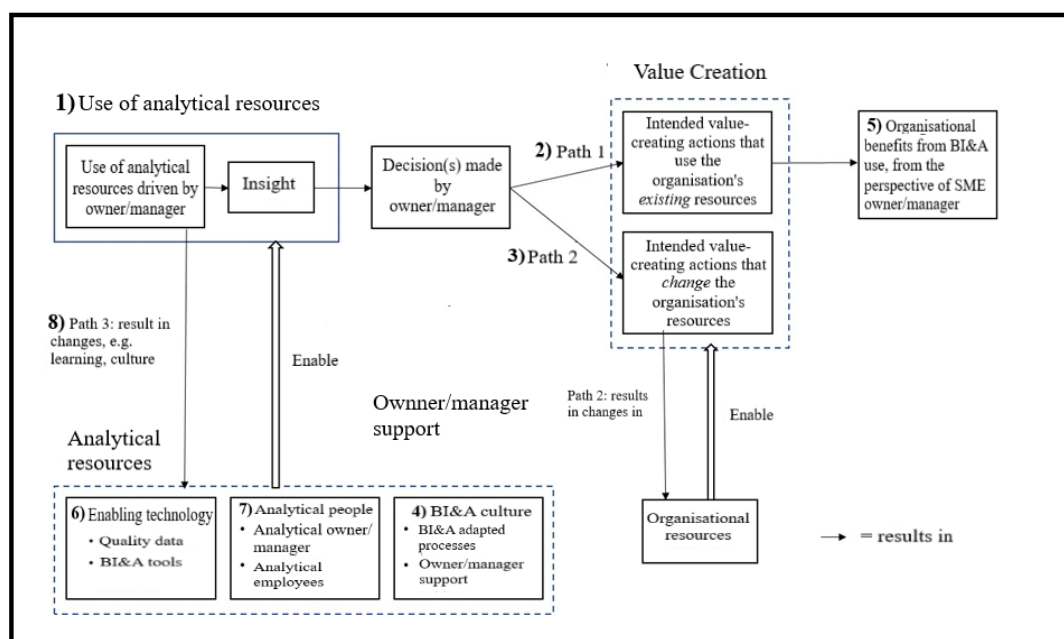 Value Creation
1) Use of analytical resources
Use of analytical
resources driven by
owner/manager
Insight
Decision(s) made
by
owner/manager
2) Path 1
3) Path 2
Intended value-
creating actions that
use the
organisation's
existing resources
Intended value-
creating actions that
change the
organisation's
resources
5) Organisational
benefits from BI&A
use, from the
perspective of SME
owner/manager
8) Path 3: result in
changes, e.g.
learning, culture
Enable
Ownner/manager
support
Path 2: results
in changes in
Enable
Analytical
resources
6) Enabling technology
• Quality data
• BI&A tools
7) Analytical people
• Analytical owner/
manager
• Analytical
employees
4) BI&A culture
• BI&A adapted
processes
• Owner/manager
support
Organisational
resources
= results in